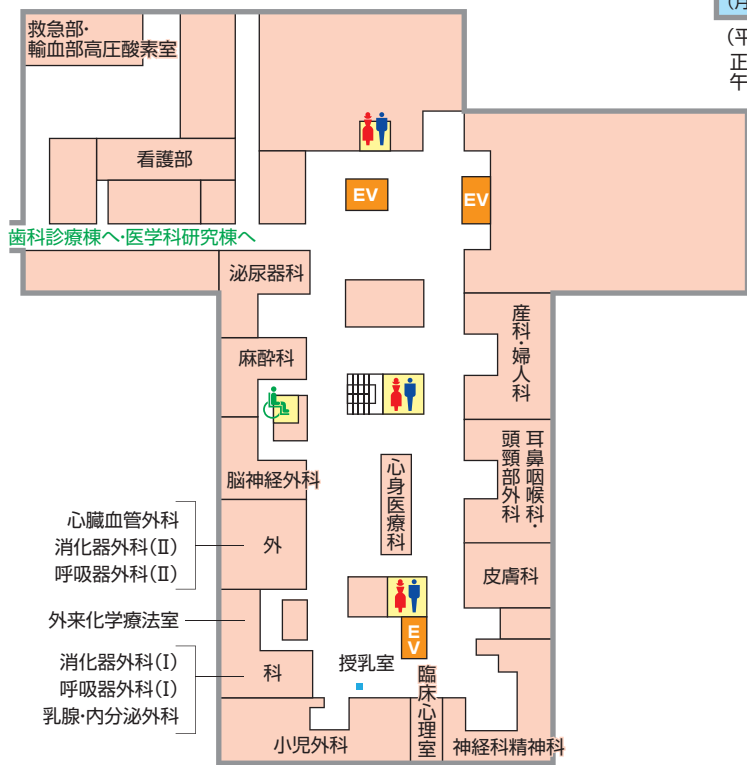 (月
(平
正
午
救急部・
輸血部高圧酸素室
看護部
EV
EV
歯科診療棟へ・医学科研究棟へ
泌尿器科
産科・婦人科
麻酔科
耳鼻咽喉科・
頭頸部外科
脳神経外科
心身医療科
心臓血管外科
消化器外科(II)
呼吸器外科(II)
外
皮膚科
外来化学療法室
EV
消化器外科(I)
呼吸器外科(I)
乳腺・内分泌外科
科
授乳室
臨床心理室
小児外科
神経科精神科